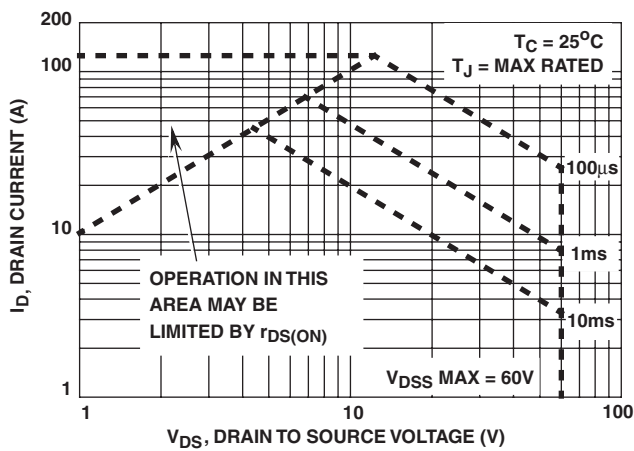 200
100
10
1
I_D, DRAIN CURRENT (A)
T_C = 25°C
T_J = MAX RATED
100μs
1ms
10ms
OPERATION IN THIS
AREA MAY BE
LIMITED BY r_DS(ON)
V_DSS MAX = 60V
1
10
100
V_DS, DRAIN TO SOURCE VOLTAGE (V)